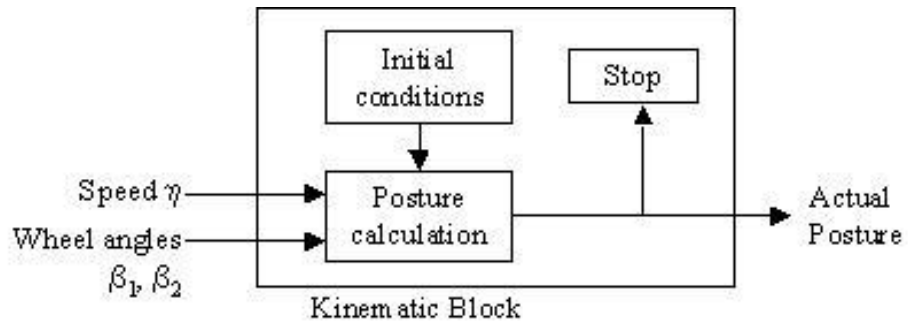 Initial
conditions
Stop
Speed η
Posture
calculation
Wheel angles
β1, β2
Actual
Posture
Kinematic Block